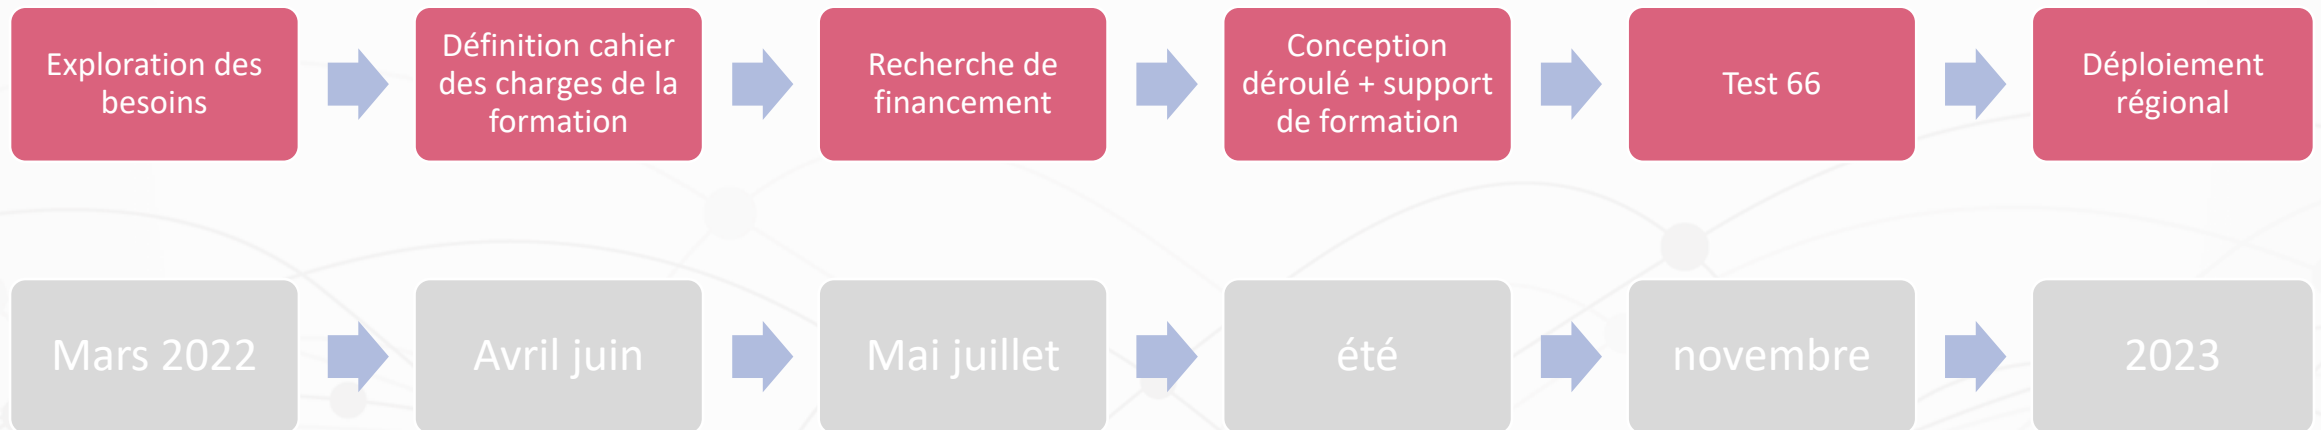 Exploration des
besoins
Définition cahier
des charges de la
formation
Recherche de
financement
Conception
déroulé + support
de formation
Test 66
Déploiement
régional
Mars 2022
Avril juin
Mai juillet
été
novembre
2023